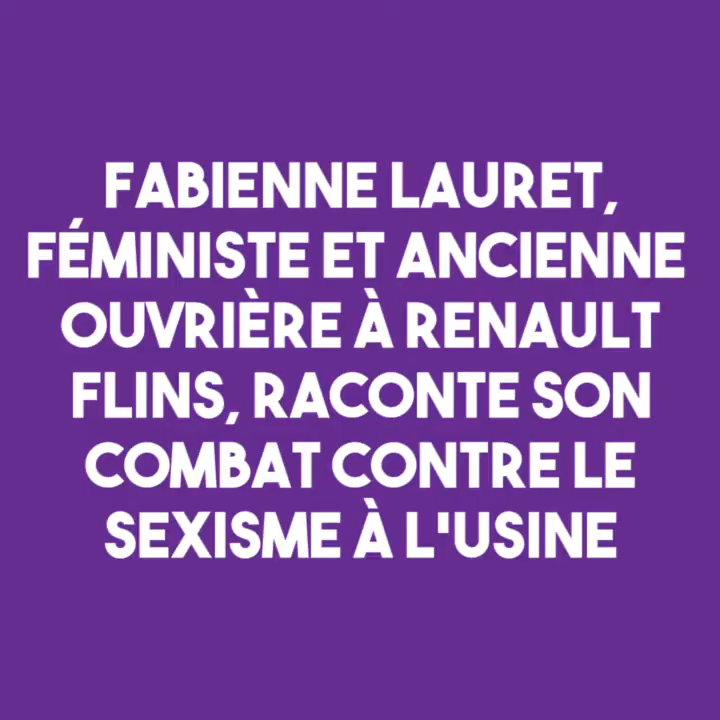 FABIENNE LAURET,
FÉMINISTE ET ANCIENNE
OUVRIÈRE À RENAULT
FLINS, RACONTE SON
COMBAT CONTRE LE
SEXISME À L'USINE